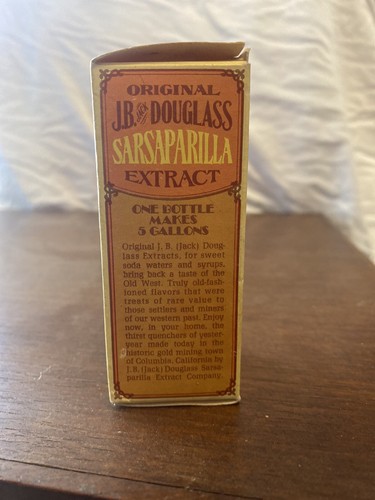 ORIGINAL
J.B. DOUGLASS
SARSAPARILLA
EXTRACT
ONE BOTTLE
MAKES
5 GALLONS
Original J. B. (Jack) Doug-
lass Extracts, for sweet
soda waters and syrups,
bring back a taste of the
Old West. Truly old-fash-
ioned flavors that were
treats of rare value to
those settlers and miners
of our western past. Enjoy
now, in your home, the
thirst quenchers of yester-
year made today in the
historic gold mining town
of Columbia, California by
J. B. (Jack) Douglass Sarsa-
parilla Extract Company.